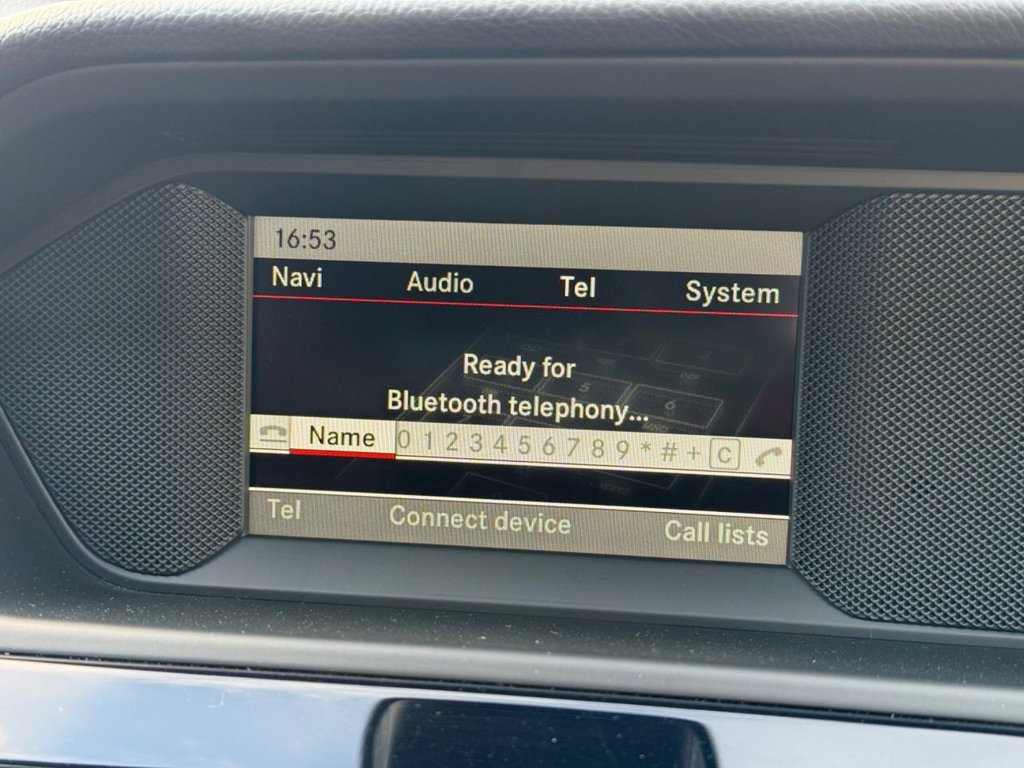 16:53
Navi Audio Tel System
Ready for
Bluetooth telephony...
Name 0 1 2 3 4 5 6 7 8 9 * # + C
Tel Connect device Call lists